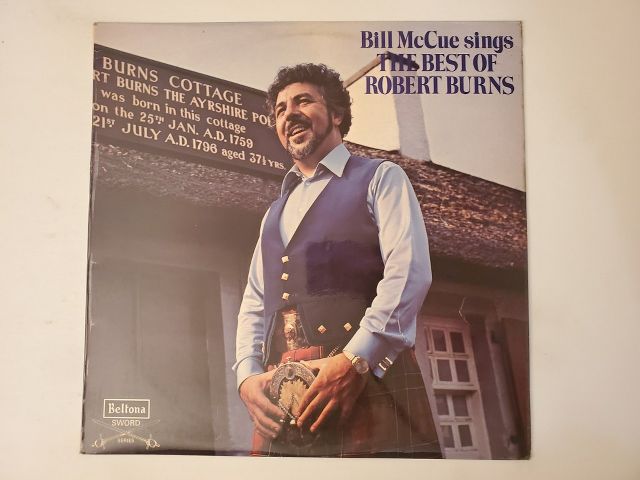 Bill McCue sings
THE BEST OF
ROBERT BURNS
BURNS COTTAGE
RT BURNS THE AYRSHIRE PO
was born in this cottage
on the 25TH JAN. A.D. 1759
21ST JULY A.D. 1796 aged 37½ YRS.
Beltona
SWORD
SERIES